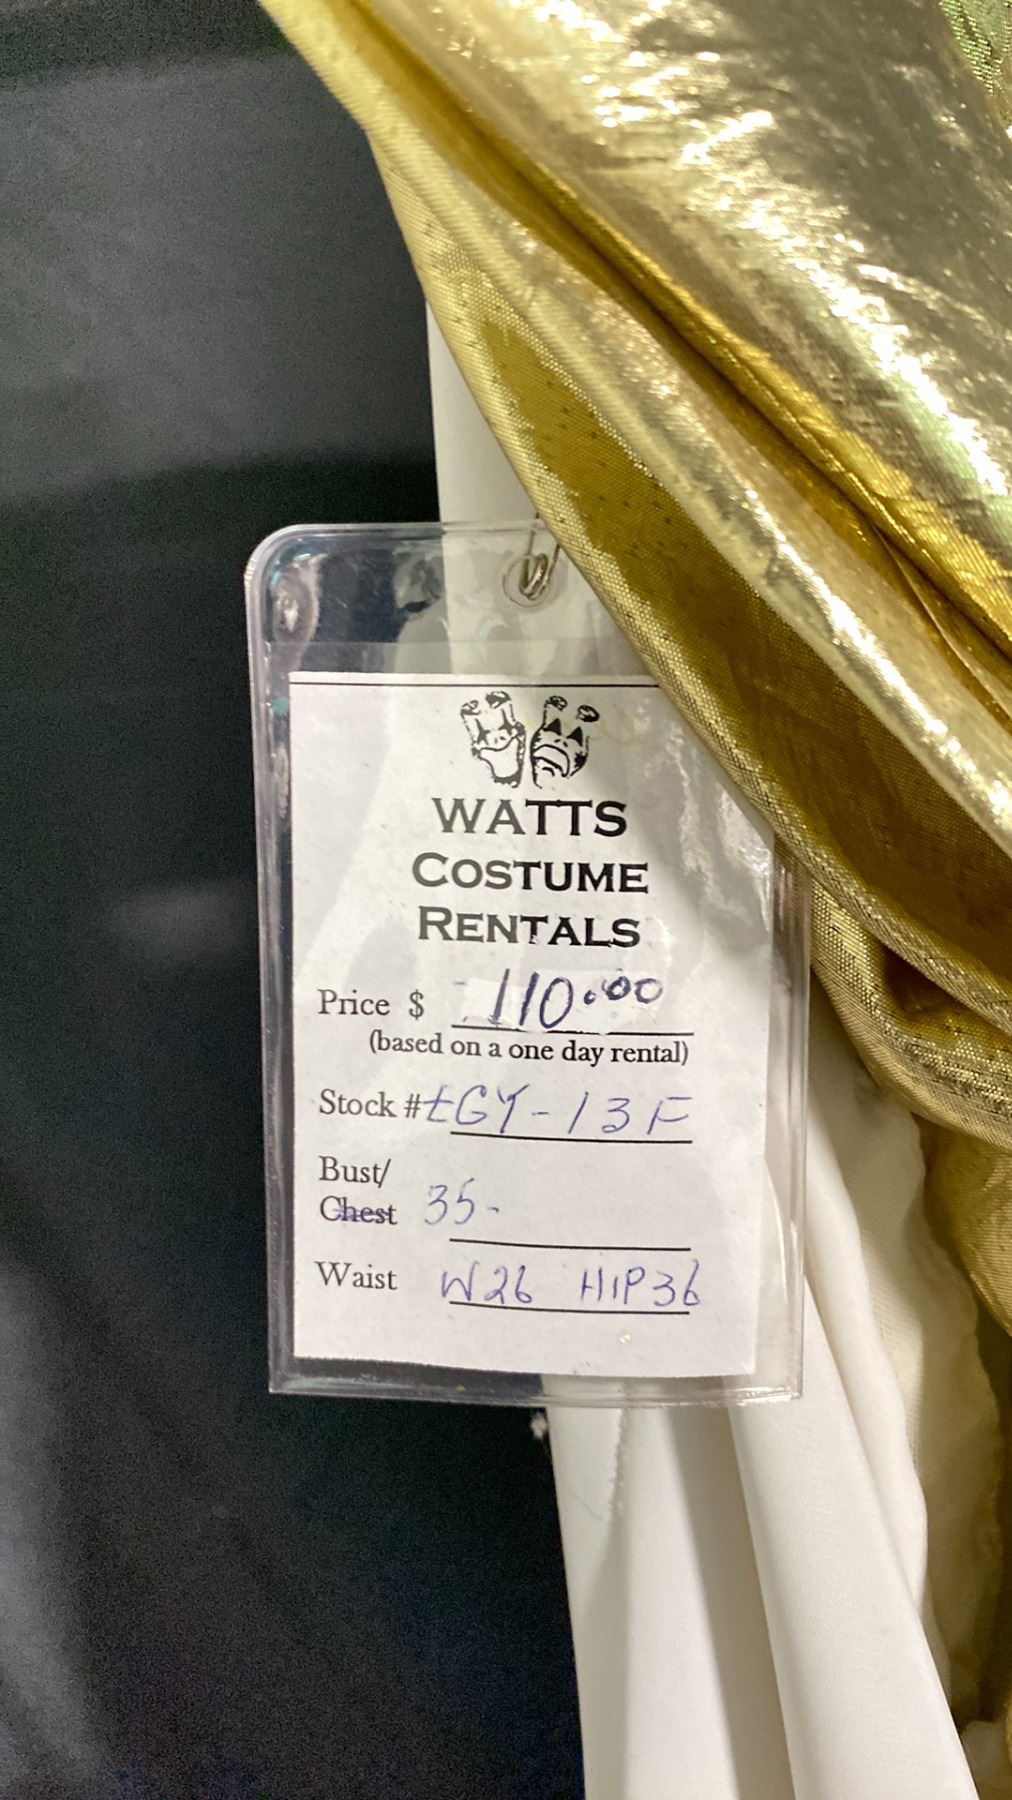 WATTS
COSTUME
RENTALS
Price $ 110.00
(based on a one day rental)
Stock # EGY-13F
Bust/
Chest 35-
Waist W26 HIP36